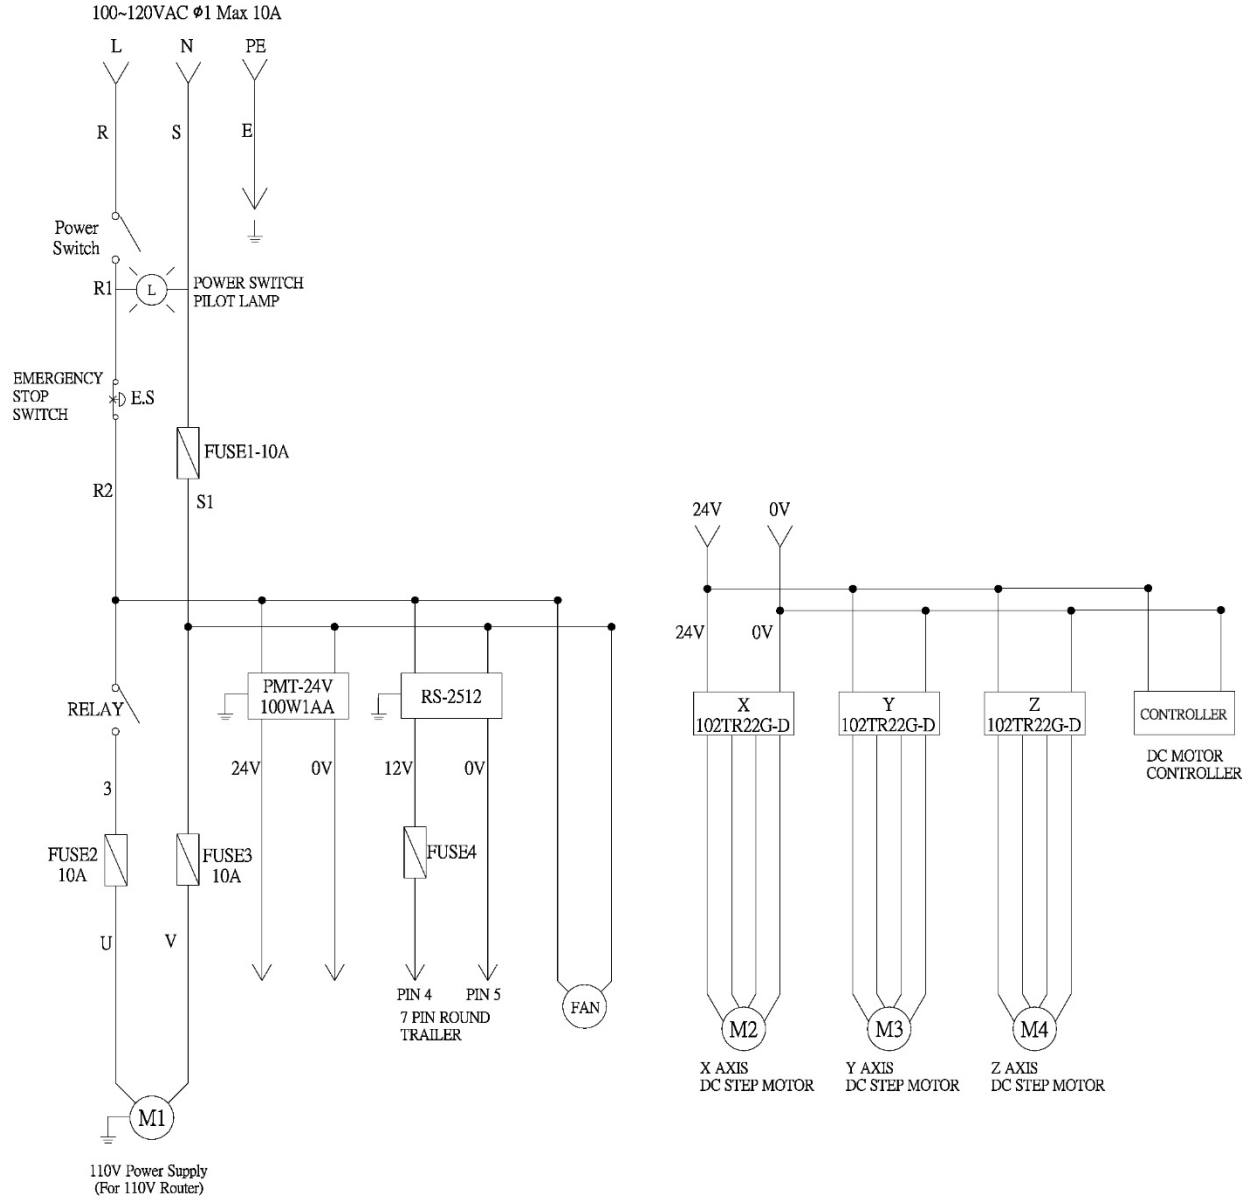 100~120VAC ϕ1 Max 10A
L
N
PE
R
S
E
Power
Switch
R1
L
POWER SWITCH
PILOT LAMP
EMERGENCY
STOP
SWITCH
E.S
FUSE1-10A
R2
S1
24V
0V
24V
0V
RELAY
PMT-24V
100W1AA
RS-2512
X
102TR22G-D
Y
102TR22G-D
Z
102TR22G-D
CONTROLLER
DC MOTOR
CONTROLLER
3
24V
0V
12V
0V
FUSE2
10A
FUSE3
10A
FUSE4
U
V
PIN 4
PIN 5
7 PIN ROUND
TRAILER
FAN
M2
M3
M4
X AXIS
DC STEP MOTOR
Y AXIS
DC STEP MOTOR
Z AXIS
DC STEP MOTOR
M1
110V Power Supply
(For 110V Router)